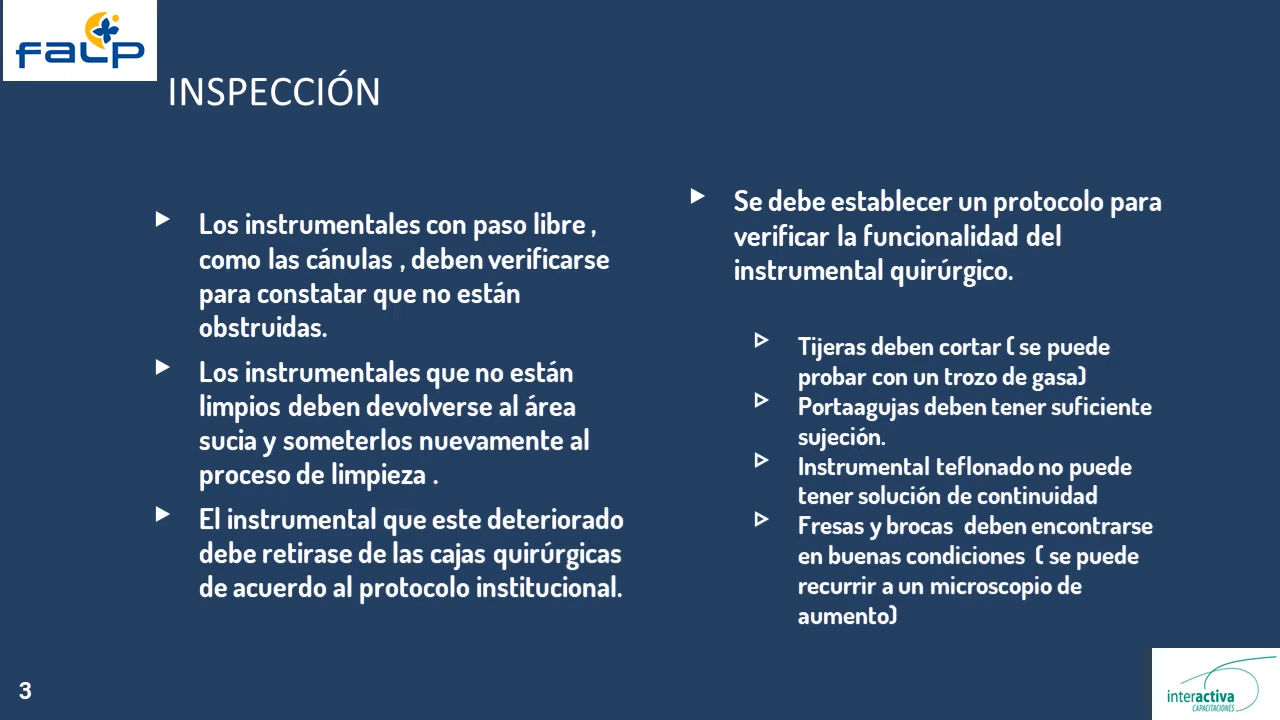 falp
INSPECCIÓN
Los instrumentales con paso libre ,
como las cánulas , deben verificarse
para constatar que no están
obstruidas.
Los instrumentales que no están
limpios deben devolverse al área
sucia y someterlos nuevamente al
proceso de limpieza .
El instrumental que este deteriorado
debe retirase de las cajas quirúrgicas
de acuerdo al protocolo institucional.
Se debe establecer un protocolo para
verificar la funcionalidad del
instrumental quirúrgico.
Tijeras deben cortar ( se puede
probar con un trozo de gasa)
Portaagujas deben tener suficiente
sujeción.
Instrumental teflonado no puede
tener solución de continuidad
Fresas y brocas deben encontrarse
en buenas condiciones ( se puede
recurrir a un microscopio de
aumento)
3
interactiva
CAPACITACIONES